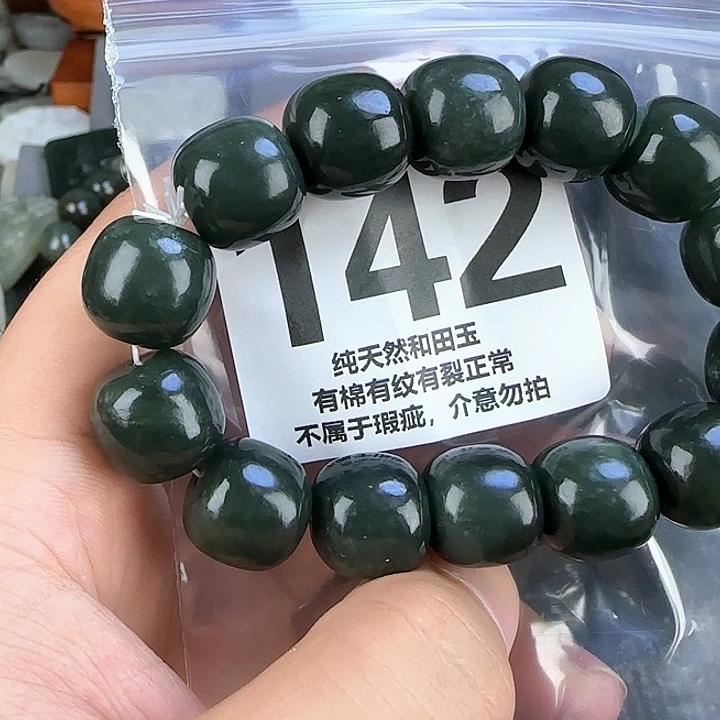 142
纯天然和田玉
有棉有纹有裂正常
不属于瑕疵，介意勿拍